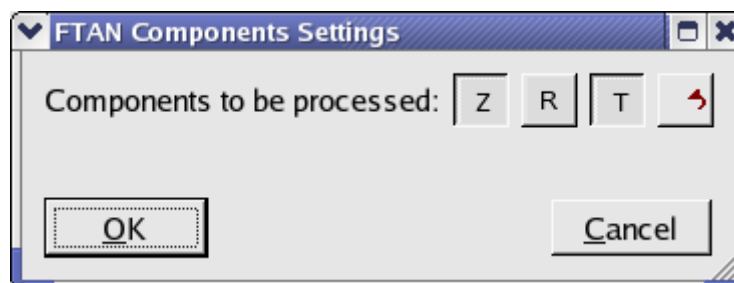 FTAN Components Settings
Components to be processed: Z R T
OK Cancel